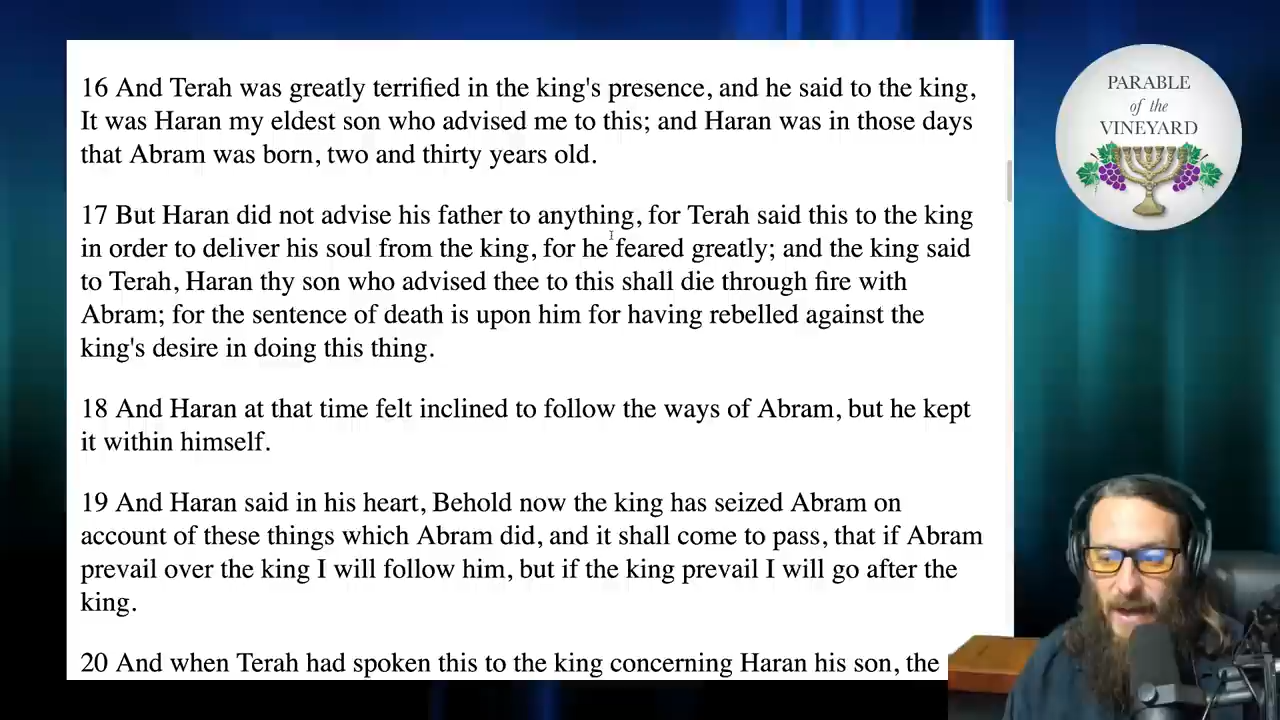 16 And Terah was greatly terrified in the king's presence, and he said to the king,
It was Haran my eldest son who advised me to this; and Haran was in those days
that Abram was born, two and thirty years old.
17 But Haran did not advise his father to anything, for Terah said this to the king
in order to deliver his soul from the king, for he feared greatly; and the king said
to Terah, Haran thy son who advised thee to this shall die through fire with
Abram; for the sentence of death is upon him for having rebelled against the
king's desire in doing this thing.
18 And Haran at that time felt inclined to follow the ways of Abram, but he kept
it within himself.
19 And Haran said in his heart, Behold now the king has seized Abram on
account of these things which Abram did, and it shall come to pass, that if Abram
prevail over the king I will follow him, but if the king prevail I will go after the
king.
20 And when Terah had spoken this to the king concerning Haran his son, the
PARABLE
of the
VINEYARD